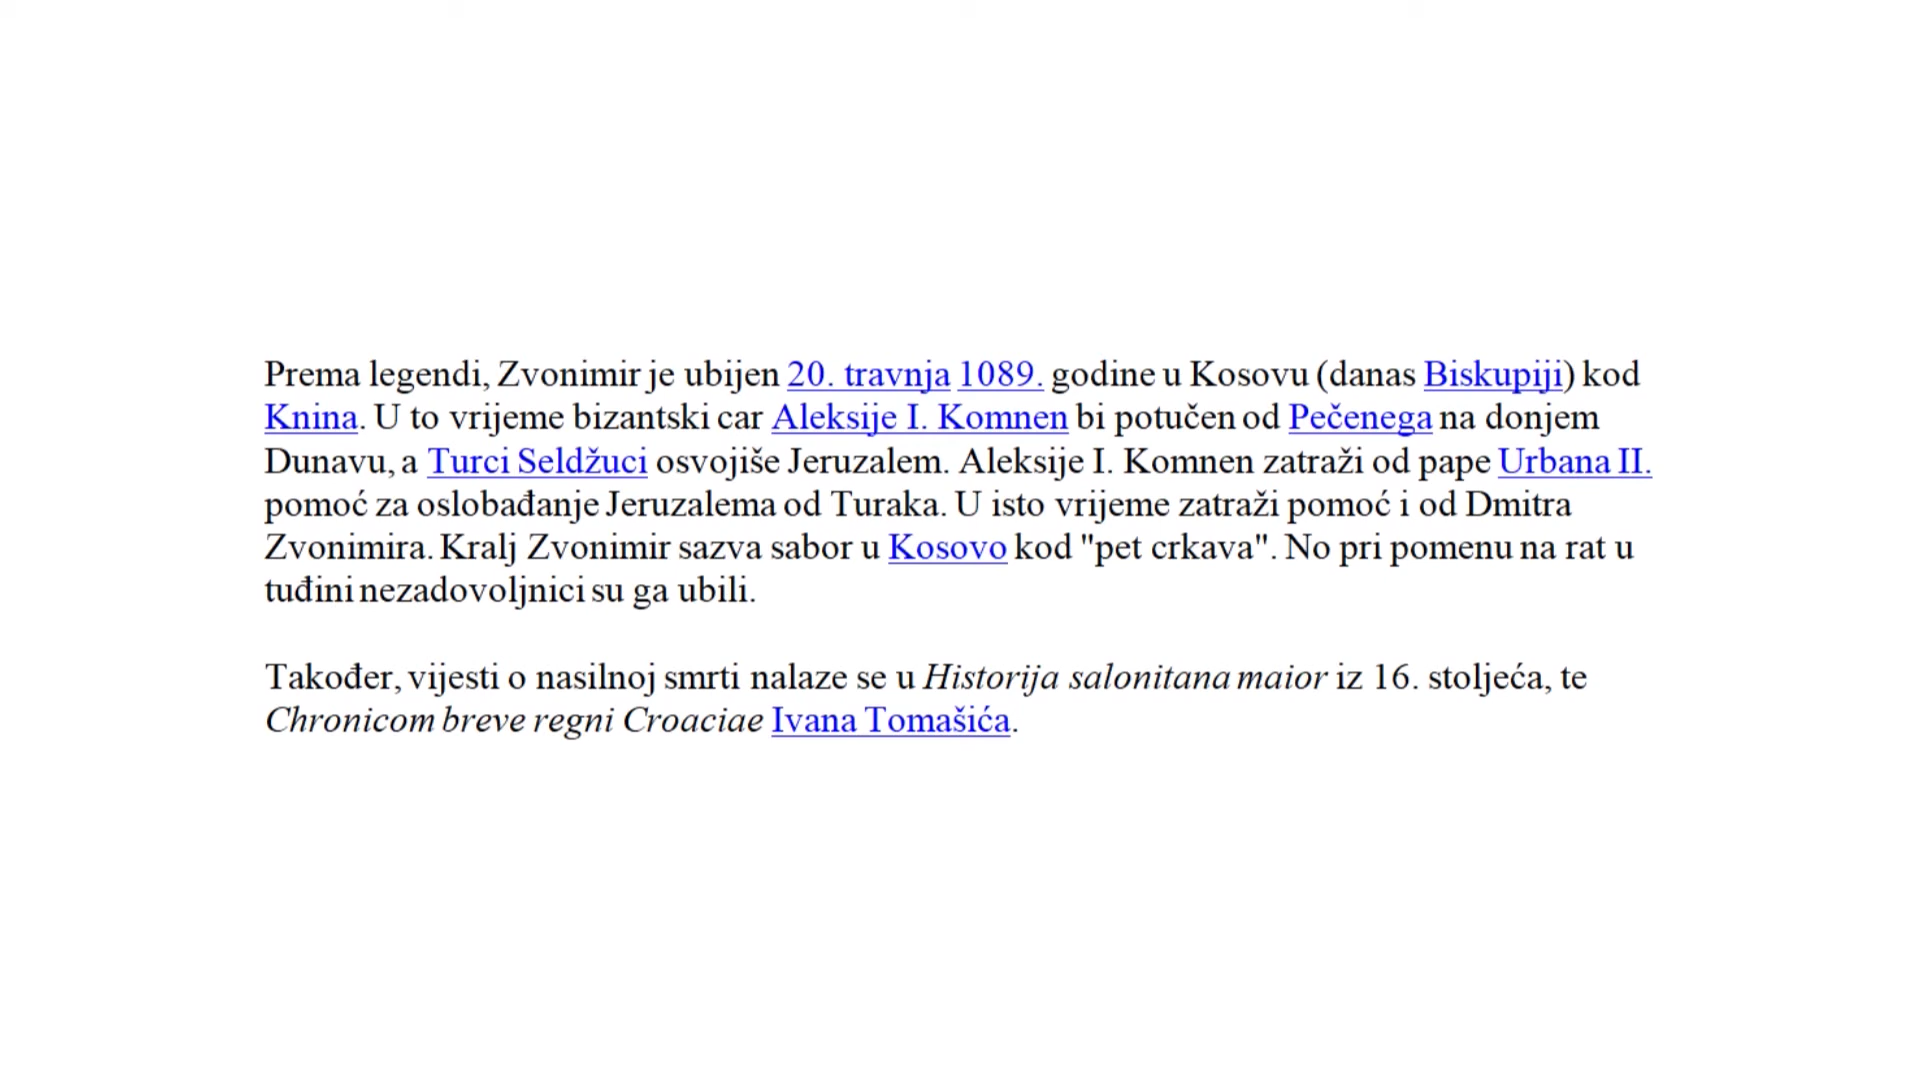 Prema legendi, Zvonimir je ubijen 20. travnja 1089. godine u Kosovu (danas Biskupiji) kod
Knina. U to vrijeme bizantski car Aleksije I. Komnen bi potučen od Pečenega na donjem
Dunavu, a Turci Seldžuci osvojiše Jeruzalem. Aleksije I. Komnen zatraži od pape Urbana II.
pomoć za oslobađanje Jeruzalema od Turaka. U isto vrijeme zatraži pomoć i od Dmitra
Zvonimira. Kralj Zvonimir sazva sabor u Kosovo kod "pet crkava". No pri pomenu na rat u
tuđini nezadovoljnici su ga ubili.
Također, vijesti o nasilnoj smrti nalaze se u Historija salonitana maior iz 16. stoljeća, te
Chronicom breve regni Croaciae Ivana Tomašića.